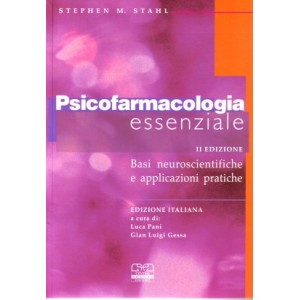 STEPHEN M. STAHL
Psicofarmacologia
essenziale
II EDIZIONE
Basi neuroscientifiche
e applicazioni pratiche
EDIZIONE ITALIANA
a cura di:
Luca Pani
Gian Luigi Gessa